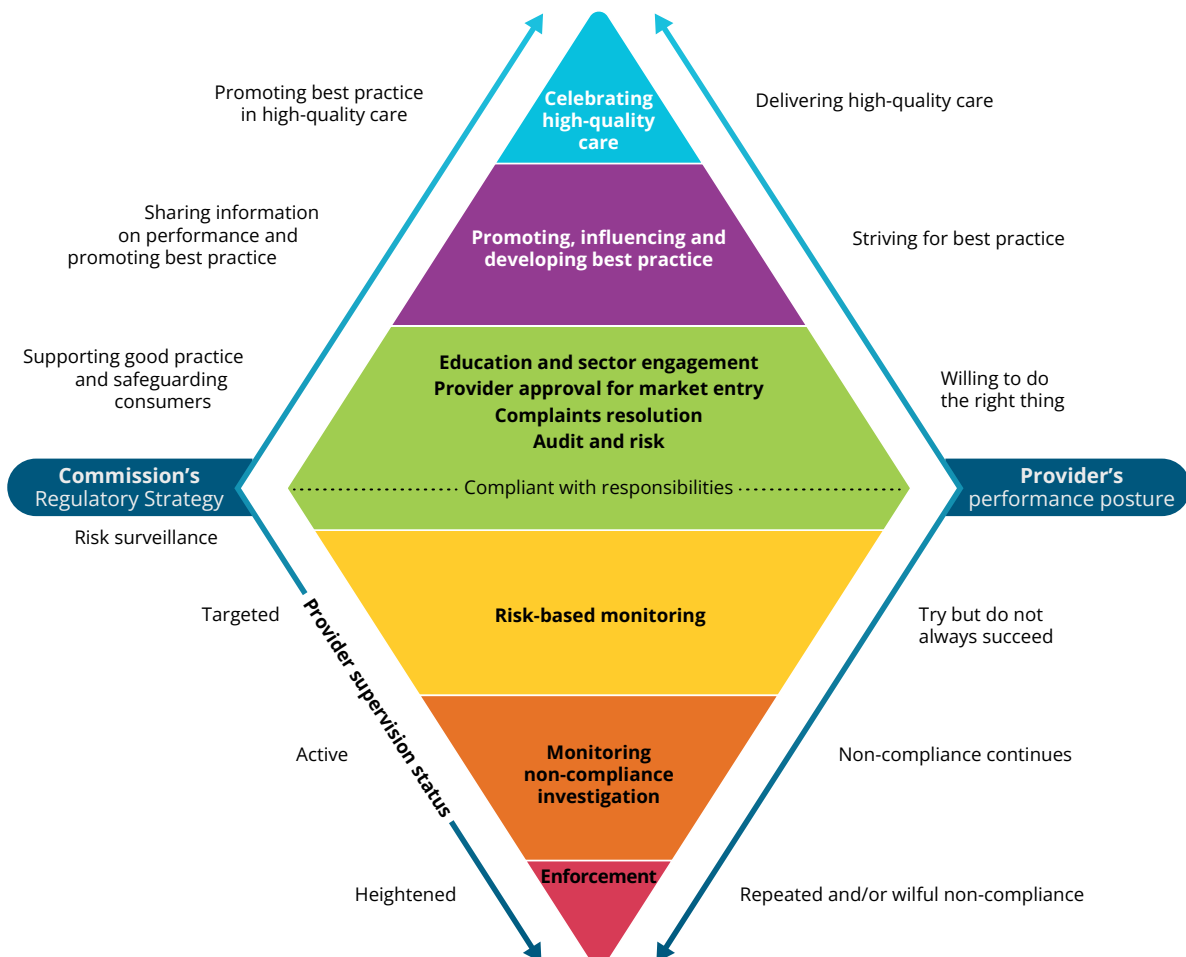 Promoting best practice
in high-quality care
Celebrating
high-quality
care
Delivering high-quality care
Sharing information
on performance and
promoting best practice
Promoting, influencing and
developing best practice
Striving for best practice
Supporting good practice
and safeguarding
consumers
Education and sector engagement
Provider approval for market entry
Complaints resolution
Audit and risk
Willing to do
the right thing
Commission's
Regulatory Strategy
Compliant with responsibilities
Provider's
performance posture
Risk surveillance
Provider supervision status
Targeted
Risk-based monitoring
Try but do not
always succeed
Active
Monitoring
non-compliance
investigation
Non-compliance continues
Heightened
Enforcement
Repeated and/or wilful non-compliance